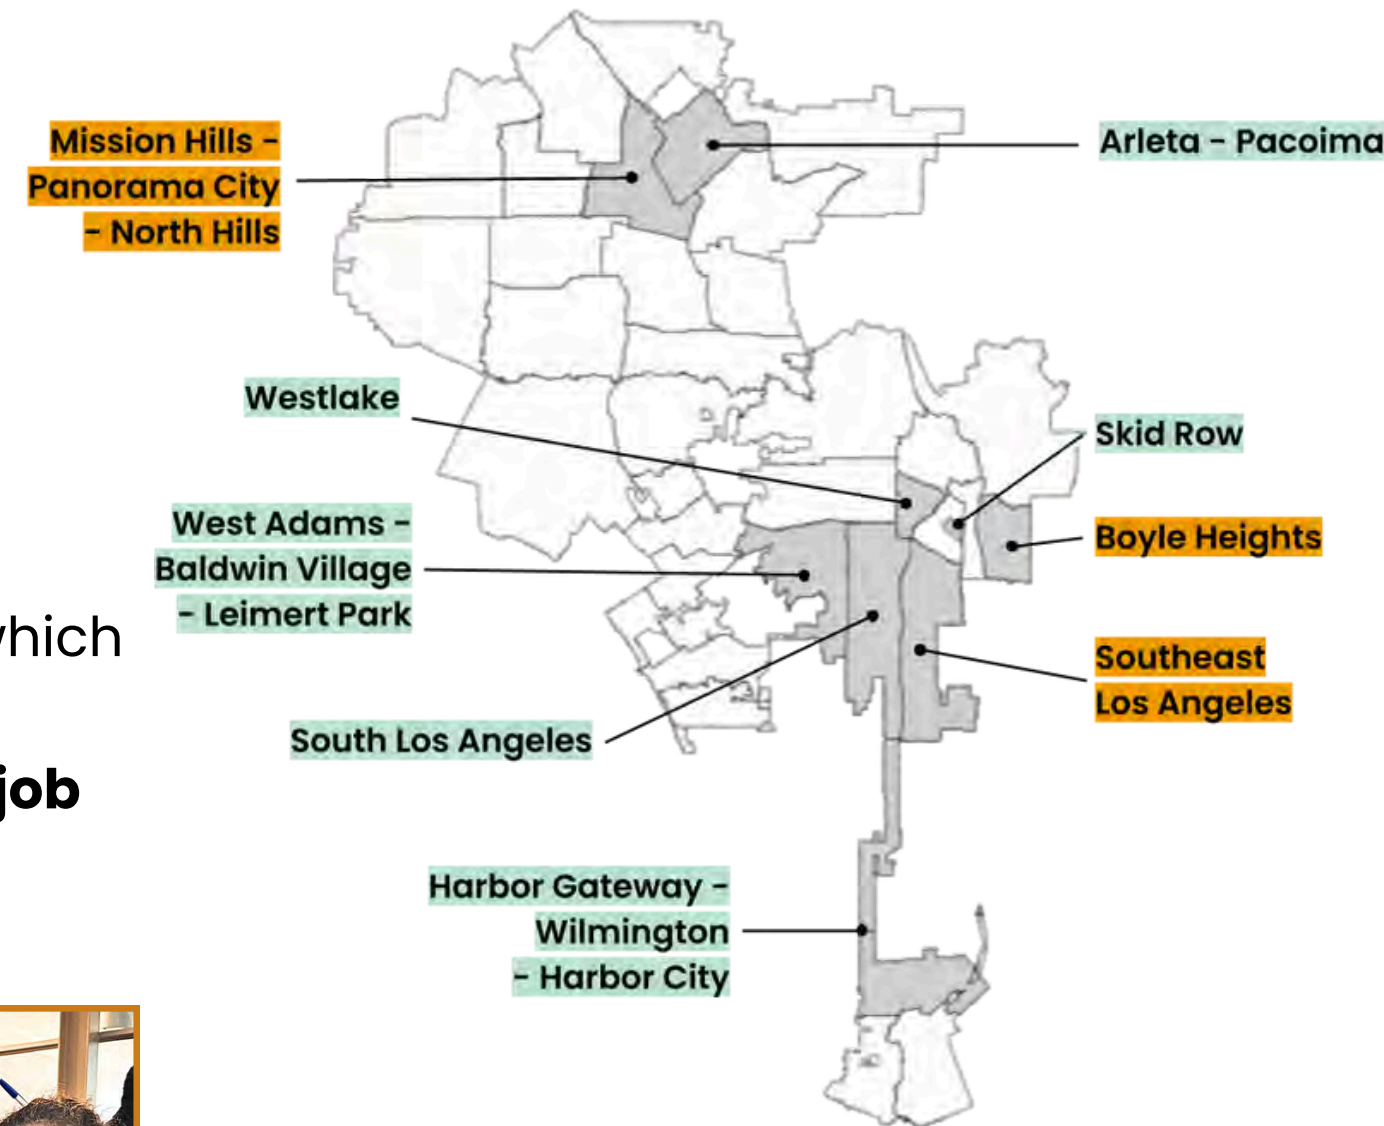 Mission Hills -
Panorama City
- North Hills
Arleta - Pacoima
Westlake
Skid Row
West Adams -
Baldwin Village
- Leimert Park
Boyle Heights
which
Southeast
Los Angeles
South Los Angeles
job
Harbor Gateway -
Wilmington
- Harbor City